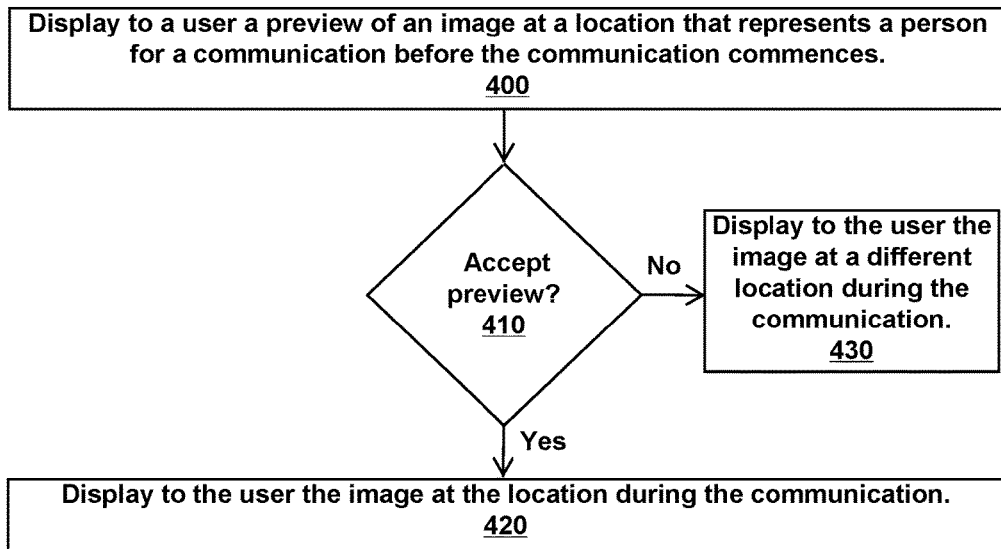 Display to a user a preview of an image at a location that represents a person
for a communication before the communication commences.
400
Accept
preview?
410
No
Display to the user the
image at a different
location during the
communication.
430
Yes
Display to the user the image at the location during the communication.
420